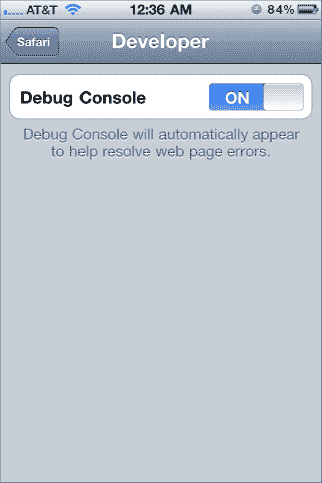 AT&T 12:36 AM 84%
Safari Developer
Debug Console ON
Debug Console will automatically appear
to help resolve web page errors.